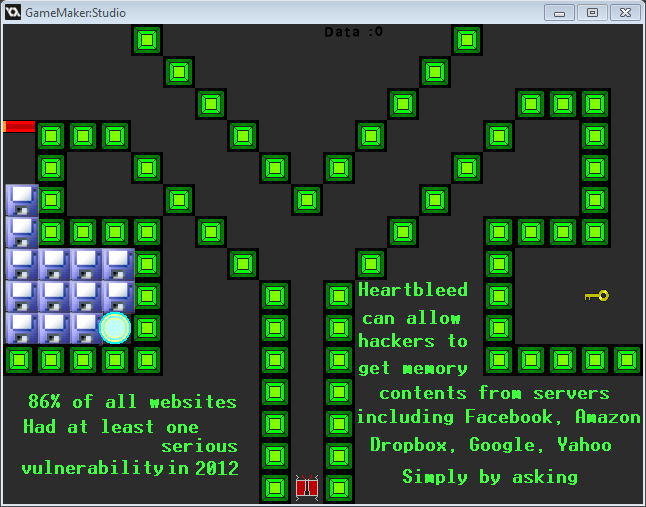 GameMaker:Studio
Data :0
Heartbleed
can allow
hackers to
get memory
contents from servers
including Facebook, Amazon
Dropbox, Google, Yahoo
Simply by asking
86% of all websites
Had at least one
serious
vulnerability in 2012